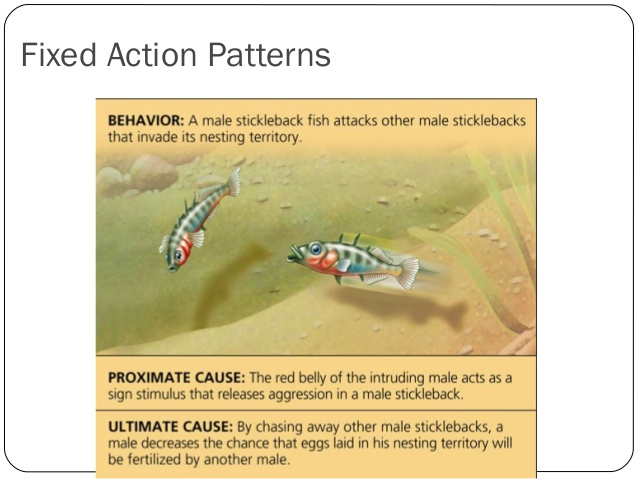 Fixed Action Patterns
BEHAVIOR: A male stickleback fish attacks other male sticklebacks
that invade its nesting territory.
PROXIMATE CAUSE: The red belly of the intruding male acts as a
sign stimulus that releases aggression in a male stickleback.
ULTIMATE CAUSE: By chasing away other male sticklebacks, a
male decreases the chance that eggs laid in his nesting territory will
be fertilized by another male.